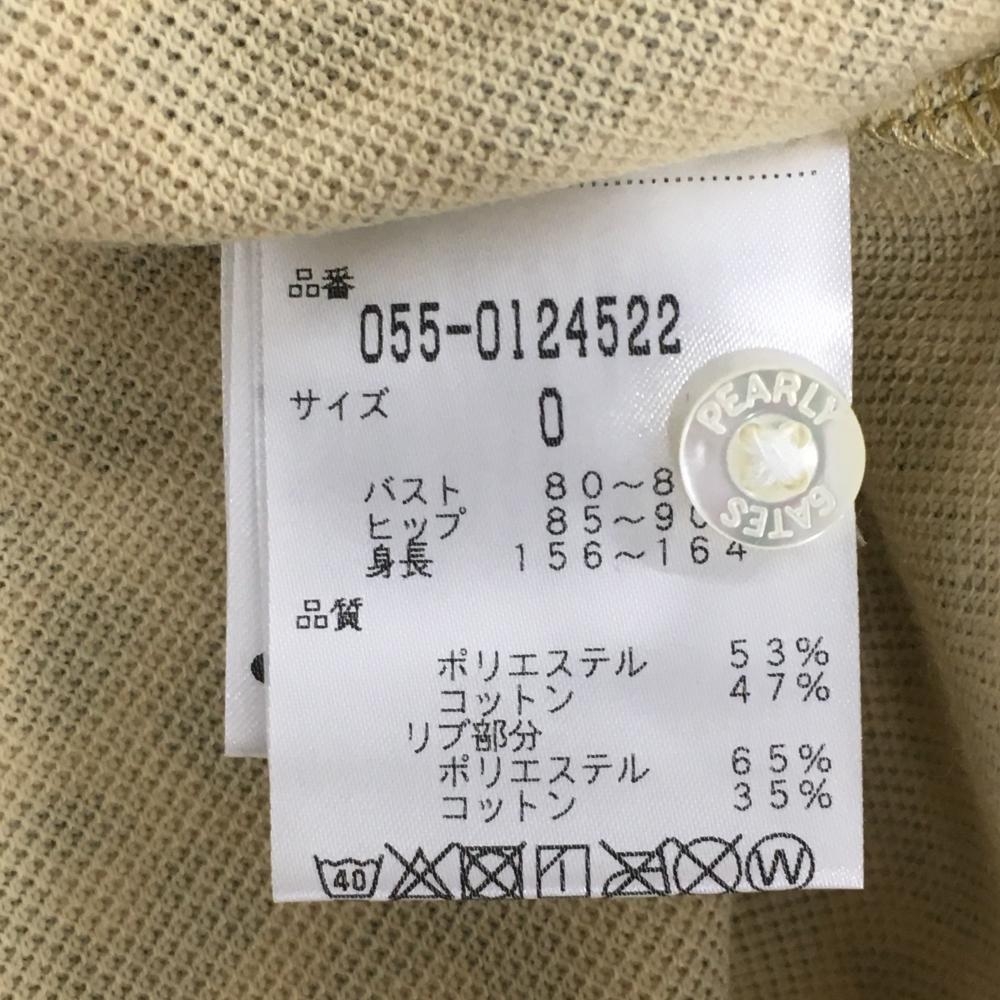 品番
055-0124522
サイズ 0
PEARLY
GATES
バスト 80～8
ヒップ 85～90
身長 156～164
品質
ポリエステル 53%
コットン 47%
リブ部分
ポリエステル 65%
コットン 35%
40 W